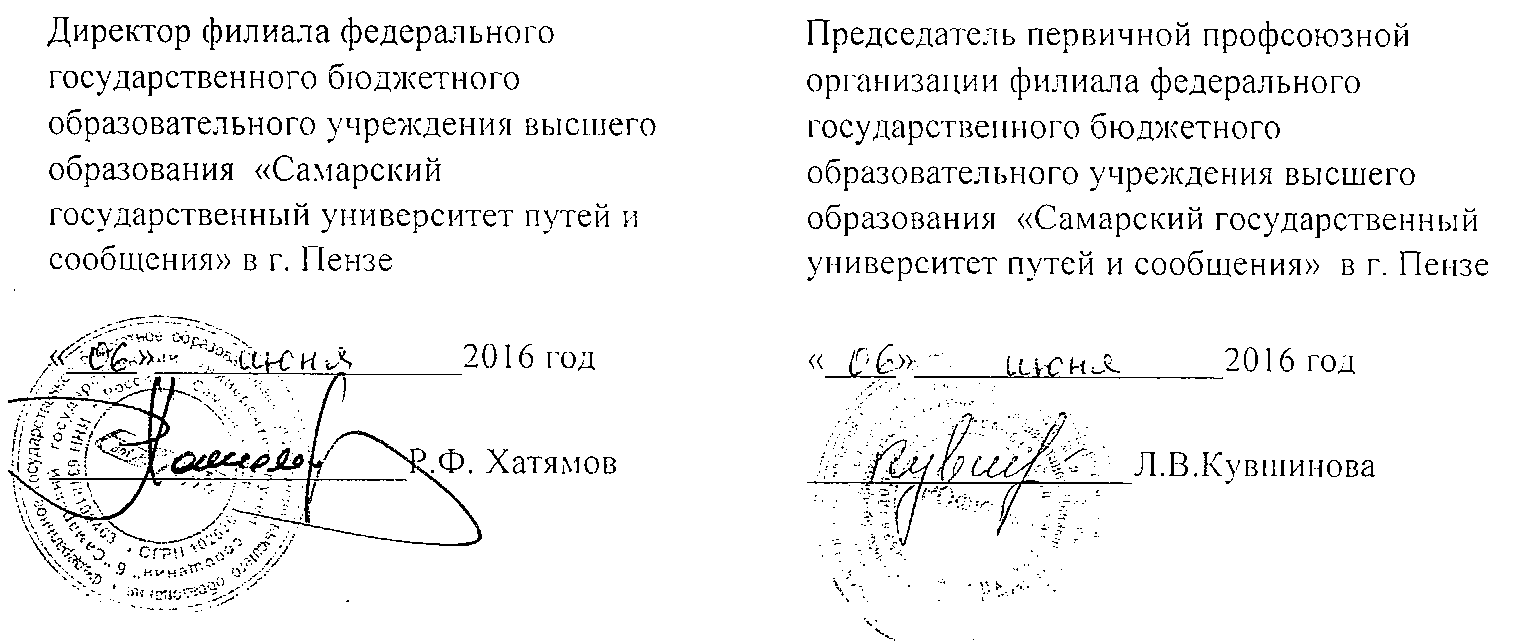 Директор филиала федерального
государственного бюджетного
образовательного учреждения высшего
образования «Самарский
государственный университет путей и
сообщения» в г. Пензе
«06» июня 2016 год
Р.Ф. Хатямов
Председатель первичной профсоюзной
организации филиала федерального
государственного бюджетного
образовательного учреждения высшего
образования «Самарский государственный
университет путей и сообщения» в г. Пензе
«06» июня 2016 год
Л.В.Кувшинова